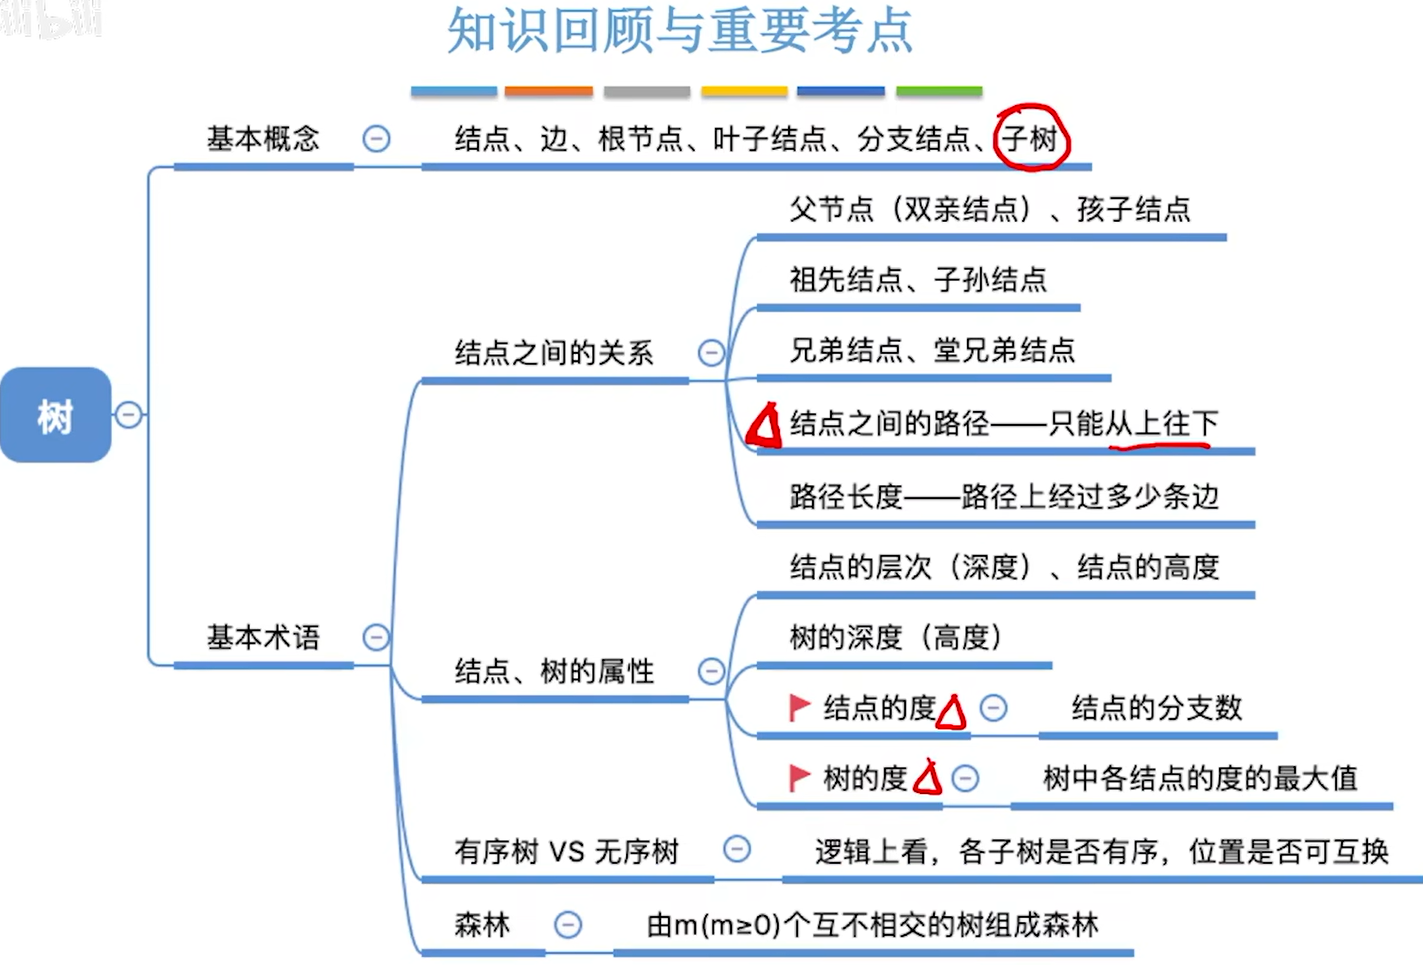 知识回顾与重要考点
基本概念
结点、边、根节点、叶子结点、分支结点、子树
父节点（双亲结点）、孩子结点
祖先结点、子孙结点
结点之间的关系
兄弟结点、堂兄弟结点
结点之间的路径——只能从上往下
路径长度——路径上经过多少条边
树
结点的层次（深度）、结点的高度
基本术语
树的深度（高度）
结点、树的属性
结点的度
结点的分支数
树的度
树中各结点的度的最大值
有序树 VS 无序树
逻辑上看，各子树是否有序，位置是否可互换
森林
由m(m≥0)个互不相交的树组成森林